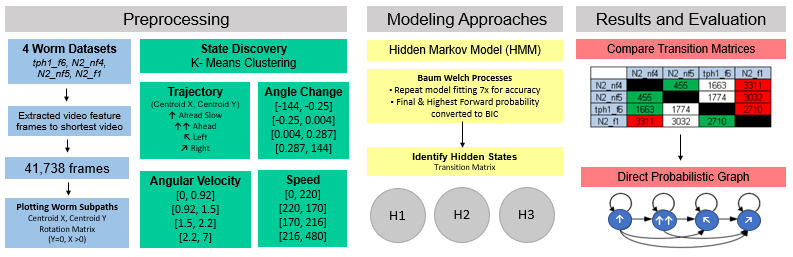 Preprocessing
4 Worm Datasets
tph1_f6, N2_nf4,
N2_nf5, N2_f1
Extracted video feature
frames to shortest video
41,738 frames
Plotting Worm Subpaths
Centroid X, Centroid Y
Rotation Matrix
(Y=0, X >0)
State Discovery
K- Means Clustering
Trajectory
(Centroid X, Centroid Y)
↑ Ahead Slow
↑↑ Ahead
↖ Left
↗ Right
Angle Change
[-144, -0.25]
[-0.25, 0.004]
[0.004, 0.287]
[0.287, 144]
Angular Velocity
[0, 0.92]
[0.92, 1.5]
[1.5, 2.2]
[2.2, 7]
Speed
[0, 220]
[220, 170]
[170, 216]
[216, 480]
Modeling Approaches
Hidden Markov Model (HMM)
Baum Welch Processes
• Repeat model fitting 7x for accuracy
• Final & Highest Forward probability
converted to BIC
Identify Hidden States
Transition Matrix
H1 H2 H3
Results and Evaluation
Compare Transition Matrices
N2_nf4 N2_nf5 tph1_f6 N2_f1
N2_nf4 455 1663 3311
N2_nf5 455 1774 3032
tph1_f6 1663 1774 2710
N2_f1 3311 3032 2710
Direct Probabilistic Graph
↑ ↑↑ ↖ ↗